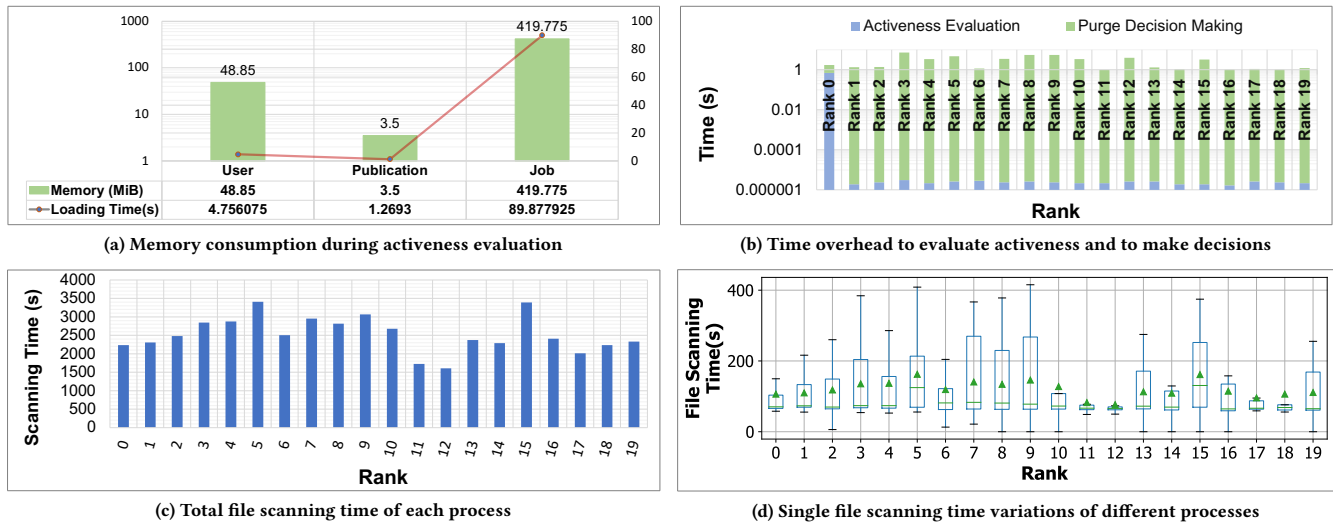 1000
100
10
1
48.85
3.5
419.775
100
80
60
40
20
0
User Publication Job
Memory (MiB) 48.85 3.5 419.775
Loading Time(s) 4.756075 1.2693 89.877925
(a) Memory consumption during activeness evaluation
Activeness Evaluation Purge Decision Making
Time (s)
1
0.01
0.0001
0.000001
Rank 0
Rank 1
Rank 2
Rank 3
Rank 4
Rank 5
Rank 6
Rank 7
Rank 8
Rank 9
Rank 10
Rank 11
Rank 12
Rank 13
Rank 14
Rank 15
Rank 16
Rank 17
Rank 18
Rank 19
Rank
(b) Time overhead to evaluate activeness and to make decisions
Scanning Time (s)
4000
3500
3000
2500
2000
1500
1000
500
0
0 1 2 3 4 5 6 7 8 9 10 11 12 13 14 15 16 17 18 19
Rank
(c) Total file scanning time of each process
File Scanning
Time(s)
400
200
0
0 1 2 3 4 5 6 7 8 9 10 11 12 13 14 15 16 17 18 19
Rank
(d) Single file scanning time variations of different processes